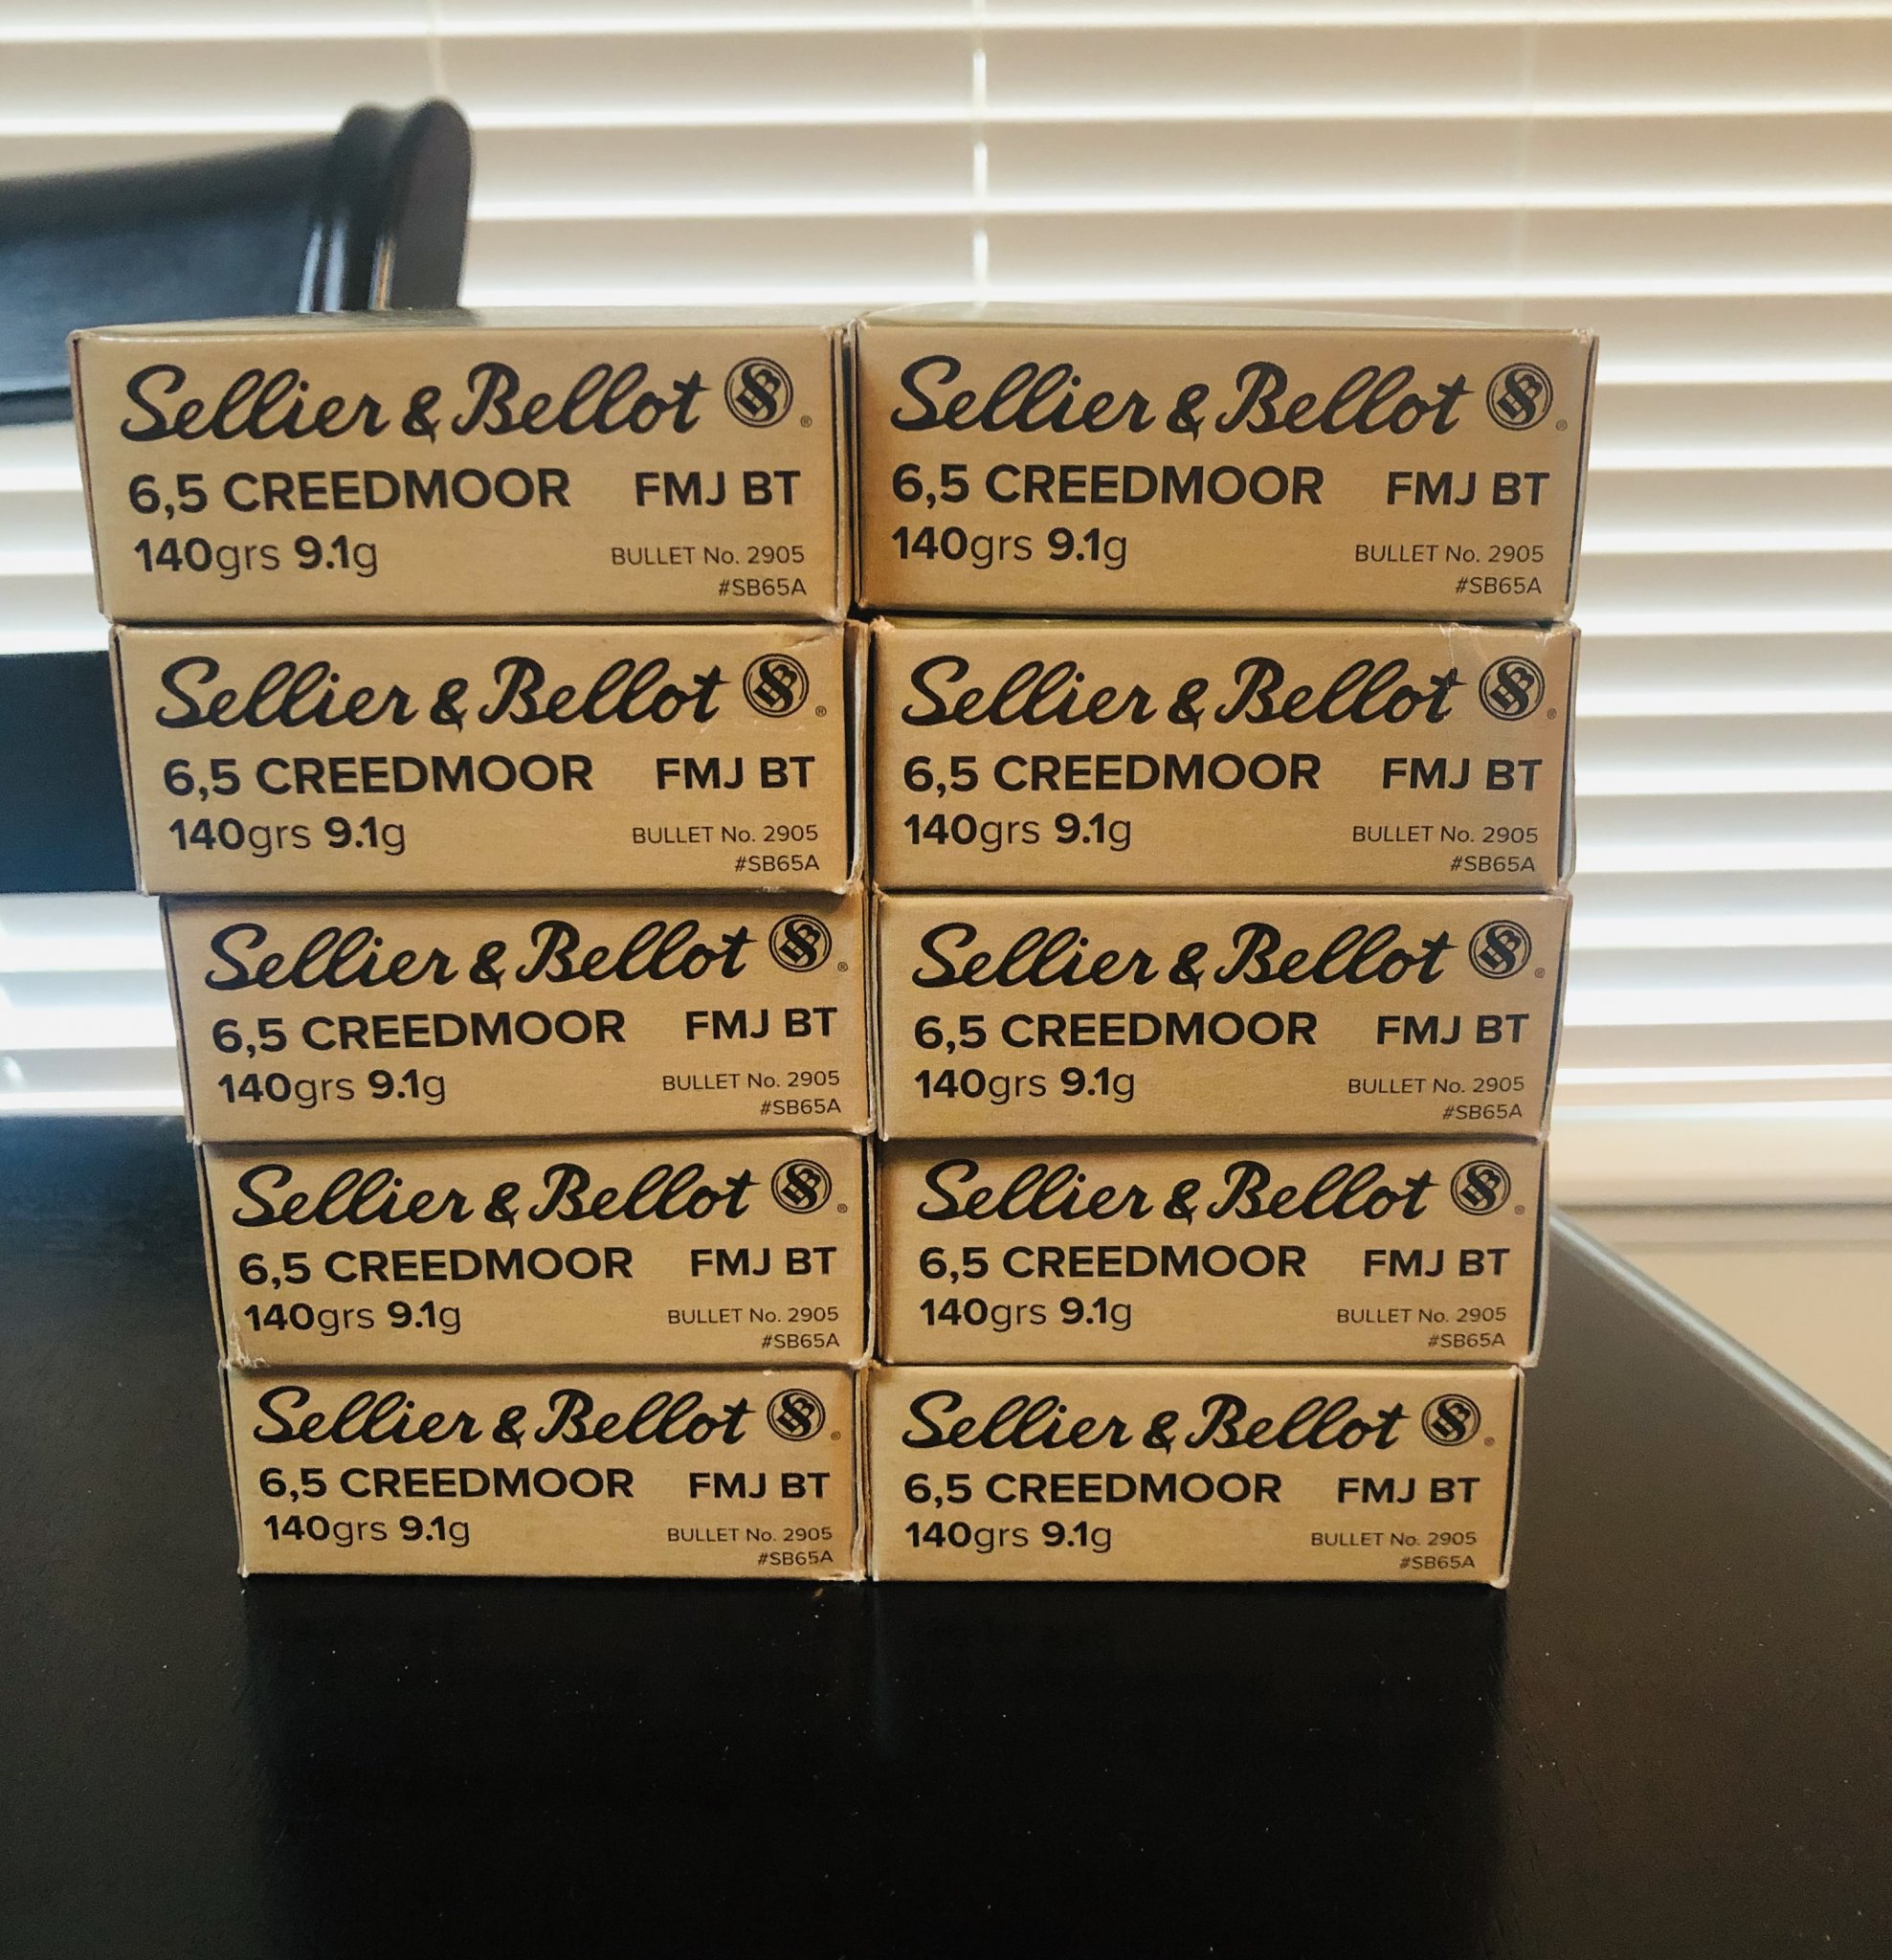 Sellier & Bellot ®
6,5 CREEDMOOR FMJ BT
140grs 9.1g BULLET No. 2905
#SB65A
Sellier & Bellot ®
6,5 CREEDMOOR FMJ BT
140grs 9.1g BULLET No. 2905
#SB65A
Sellier & Bellot ®
6,5 CREEDMOOR FMJ BT
140grs 9.1g BULLET No. 2905
#SB65A
Sellier & Bellot ®
6,5 CREEDMOOR FMJ BT
140grs 9.1g BULLET No. 2905
#SB65A
Sellier & Bellot ®
6,5 CREEDMOOR FMJ BT
140grs 9.1g BULLET No. 2905
#SB65A
Sellier & Bellot ®
6,5 CREEDMOOR FMJ BT
140grs 9.1g BULLET No. 2905
#SB65A
Sellier & Bellot ®
6,5 CREEDMOOR FMJ BT
140grs 9.1g BULLET No. 2905
#SB65A
Sellier & Bellot ®
6,5 CREEDMOOR FMJ BT
140grs 9.1g BULLET No. 2905
#SB65A
Sellier & Bellot ®
6,5 CREEDMOOR FMJ BT
140grs 9.1g BULLET No. 2905
#SB65A
Sellier & Bellot ®
6,5 CREEDMOOR FMJ BT
140grs 9.1g BULLET No. 2905
#SB65A